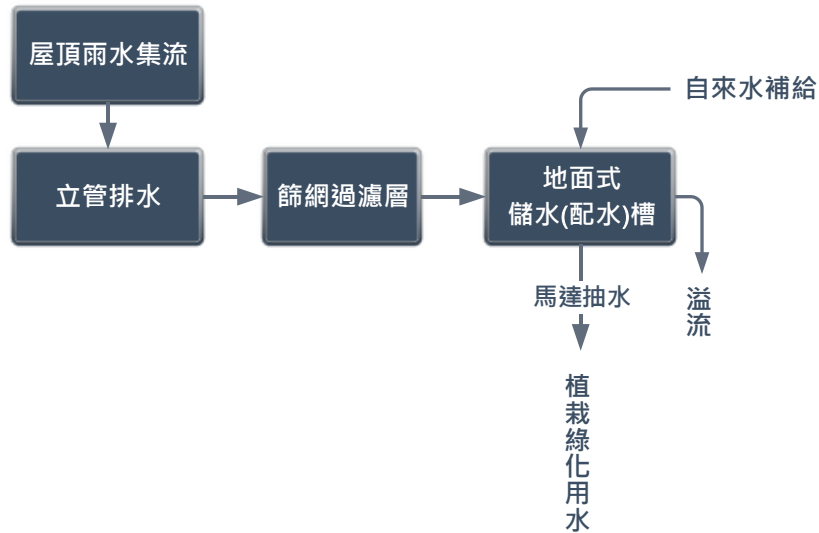 屋頂雨水集流
自來水補給
立管排水
篩網過濾層
地面式
儲水(配水)槽
馬達抽水
溢流
植栽綠化用水